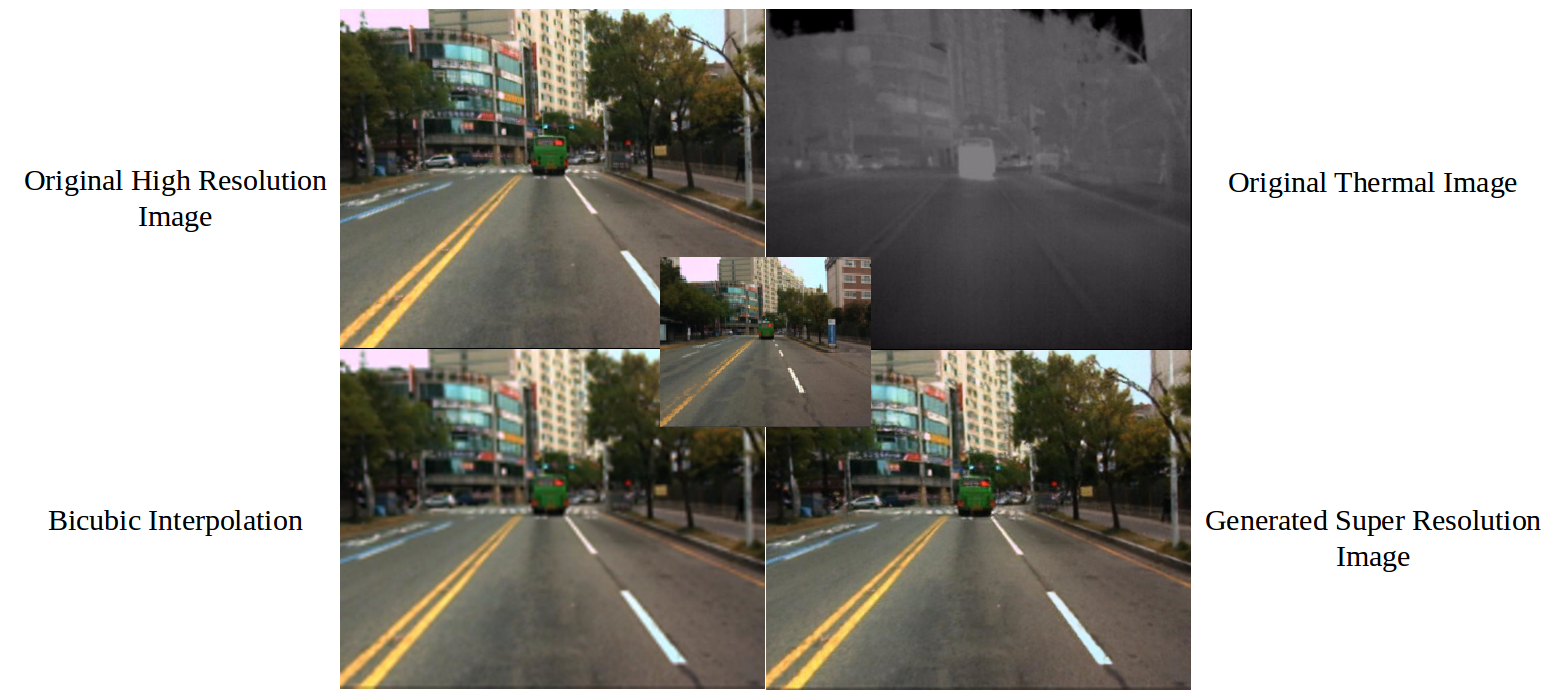 Original High Resolution
Image
Original Thermal Image
Bicubic Interpolation
Generated Super Resolution
Image